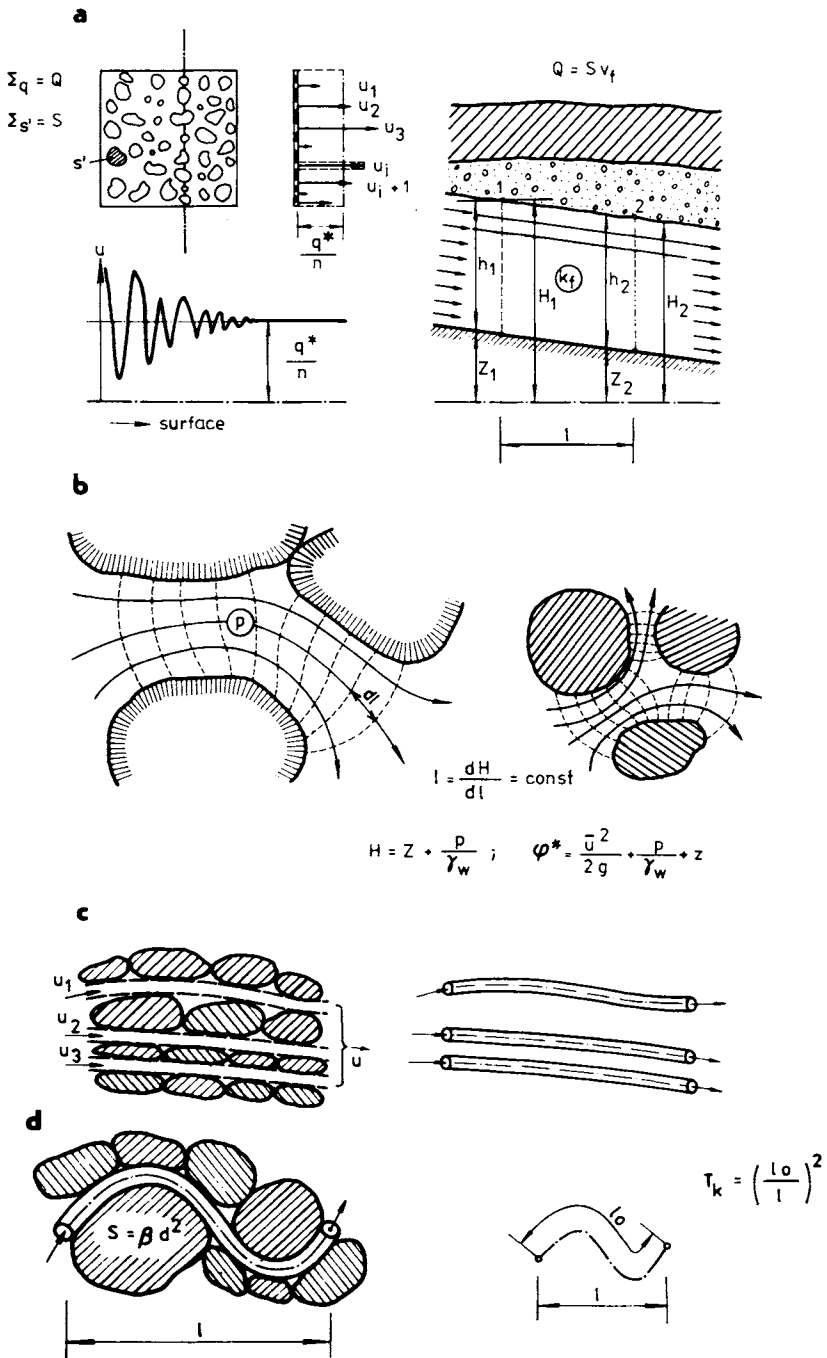 a
Σq = Q
Σs' = S
s'
u1
u2
u3
ui
ui + 1
q*
n
u
q*
n
surface
Q = S vf
1
2
h1
H1
kf
h2
H2
Z1
Z2
l
b
p
d
I = dH/dl = const
H = Z + p/γw ; φ* = ū²/2g + p/γw + z
c
u1
u2
u3
u
d
S = β d²
l
lo
l
Tk = (lo/l)²